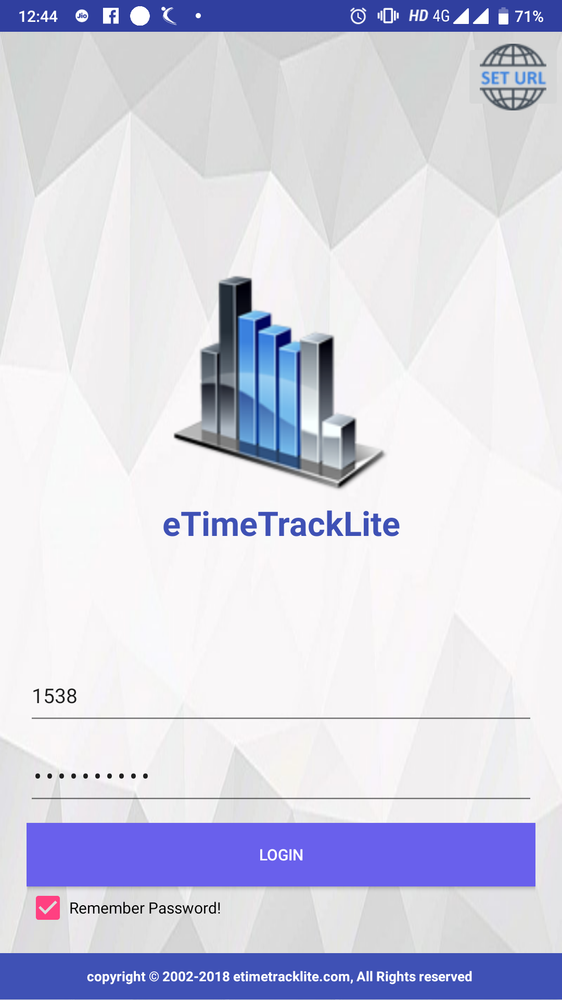 12:44 Jio HD 4G 71%
SET URL
eTimeTrackLite
1538
••••••••••
LOGIN
Remember Password!
copyright © 2002-2018 etimetracklite.com, All Rights reserved